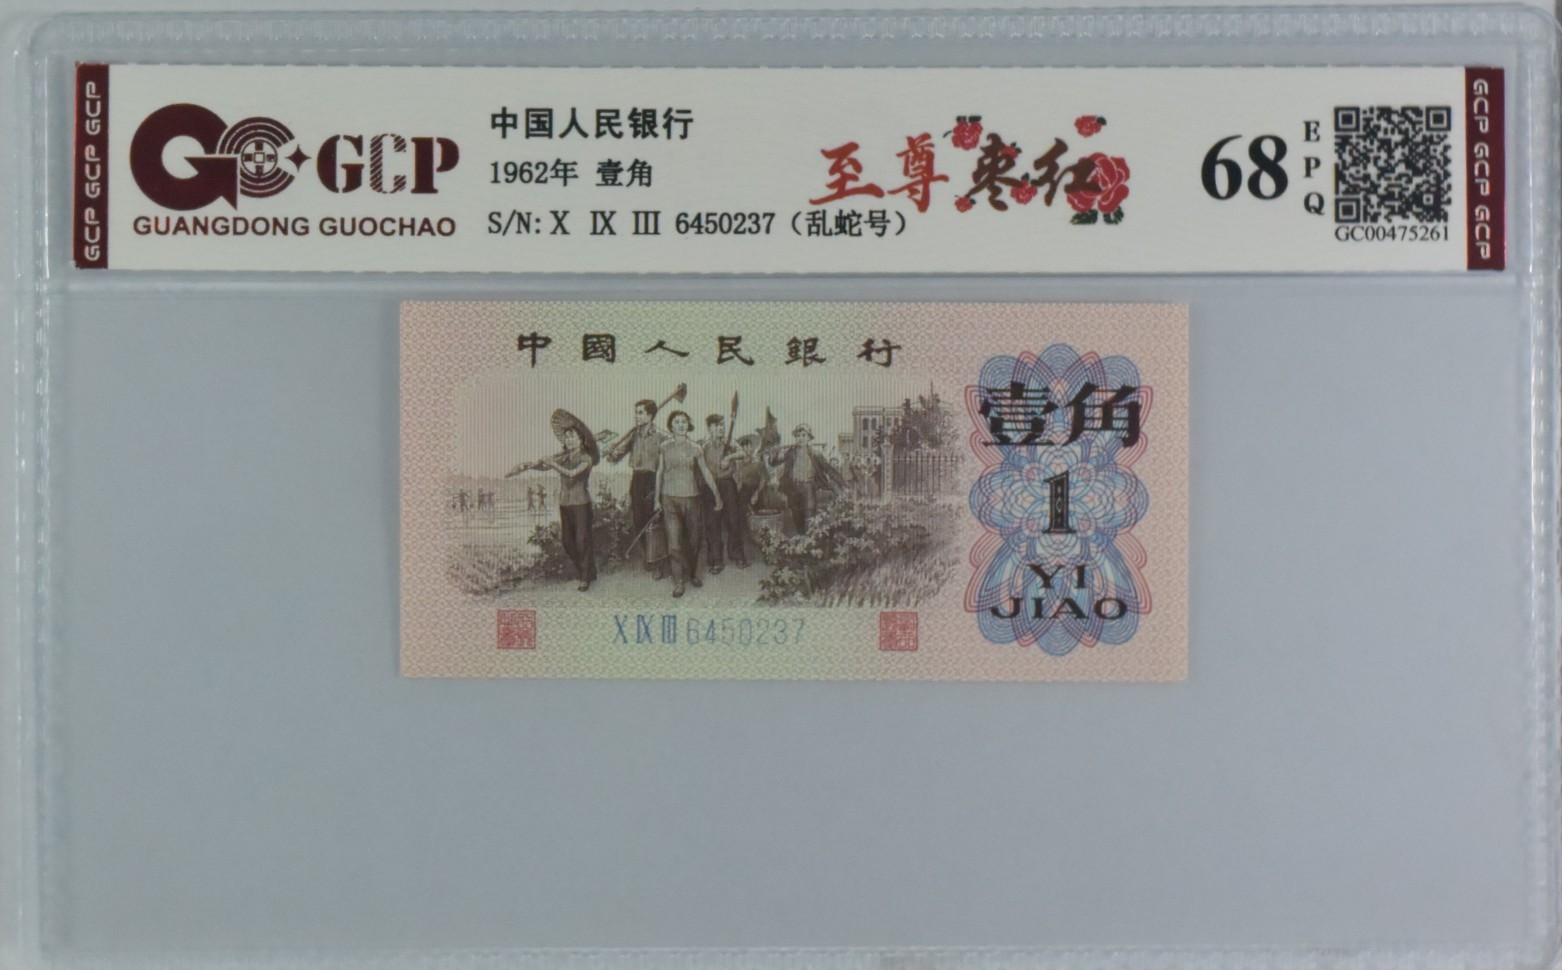 GCP GCP GCP
GCP
GUANGDONG GUOCHAO
中国人民银行
1962年 壹角
S/N: X IX III 6450237（乱蛇号）
至尊枣红
68
EPQ
GC00475261
GCP GCP GCP
中國人民銀行
壹角
1
YI
JIAO
X IX III 6450237